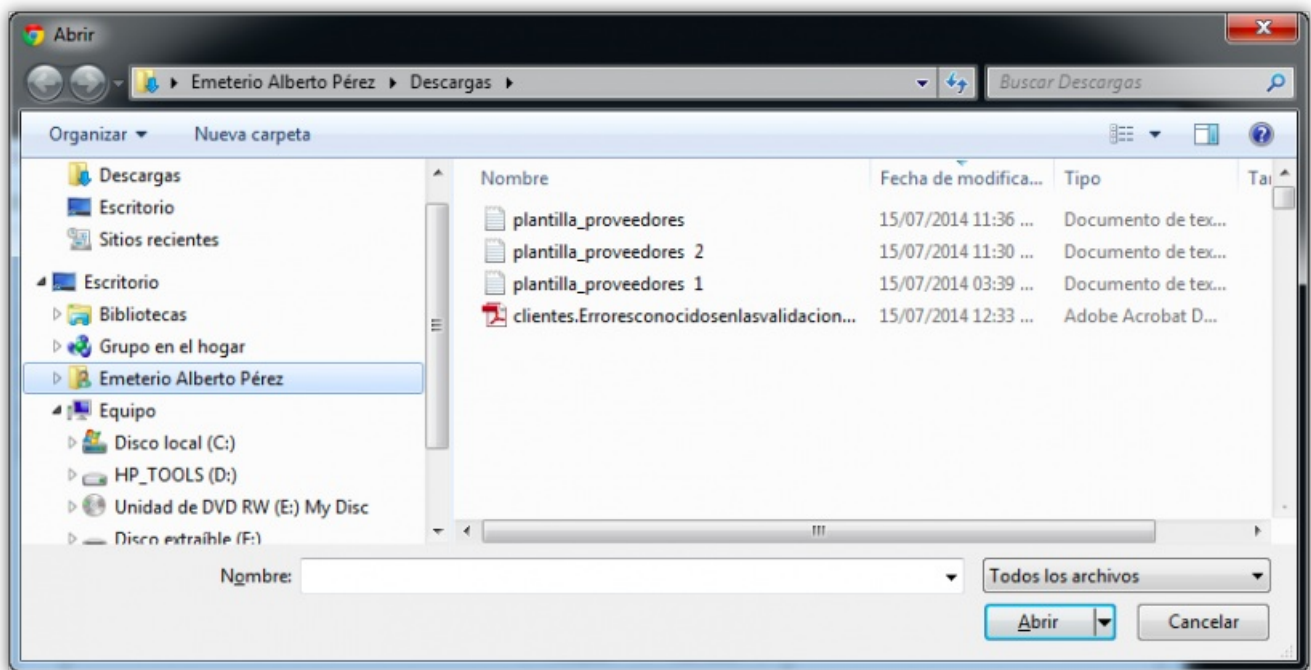 Abrir
Emeterio Alberto Pérez ▸ Descargas ▸
Buscar Descargas
Organizar
Nueva carpeta
Descargas
Escritorio
Sitios recientes
Escritorio
Bibliotecas
Grupo en el hogar
Emeterio Alberto Pérez
Equipo
Disco local (C:)
HP_TOOLS (D:)
Unidad de DVD RW (E:) My Disc
Disco extraíble (F:)
Nombre Fecha de modifica... Tipo
plantilla_proveedores 15/07/2014 11:36 ... Documento de tex...
plantilla_proveedores 2 15/07/2014 11:30 ... Documento de tex...
plantilla_proveedores 1 15/07/2014 03:39 ... Documento de tex...
clientes.Erroresconocidosenlasvalidacion... 15/07/2014 12:33 ... Adobe Acrobat D...
Nombre:
Todos los archivos
Abrir
Cancelar